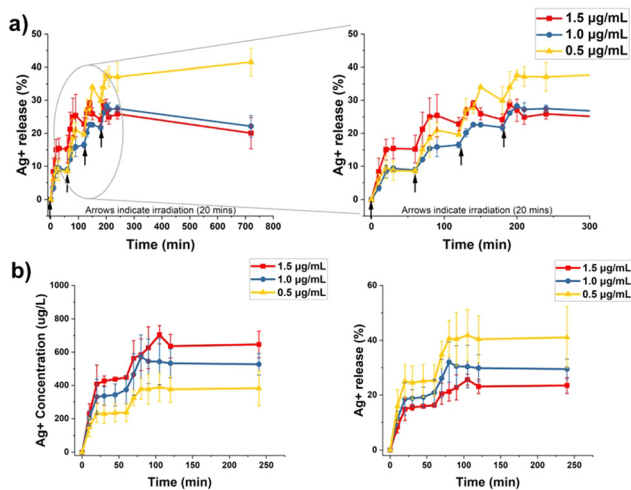 a)
1.5 µg/mL
1.0 µg/mL
0.5 µg/mL
Ag+ release (%)
50
40
30
20
10
0
Arrows indicate irradiation (20 mins)
0 100 200 300 400 500 600 700 800
Time (min)
Ag+ release (%)
50
40
30
20
10
0
Arrows indicate irradiation (20 mins)
0 60 120 180 240 300
Time (min)
b)
1.5 µg/mL
1.0 µg/mL
0.5 µg/mL
Ag+ Concentration (ug/L)
1000
800
600
400
200
0
0 50 100 150 200 250
Time (min)
1.5 µg/mL
1.0 µg/mL
0.5 µg/mL
Ag+ release (%)
60
40
20
0
0 50 100 150 200 250
Time (min)